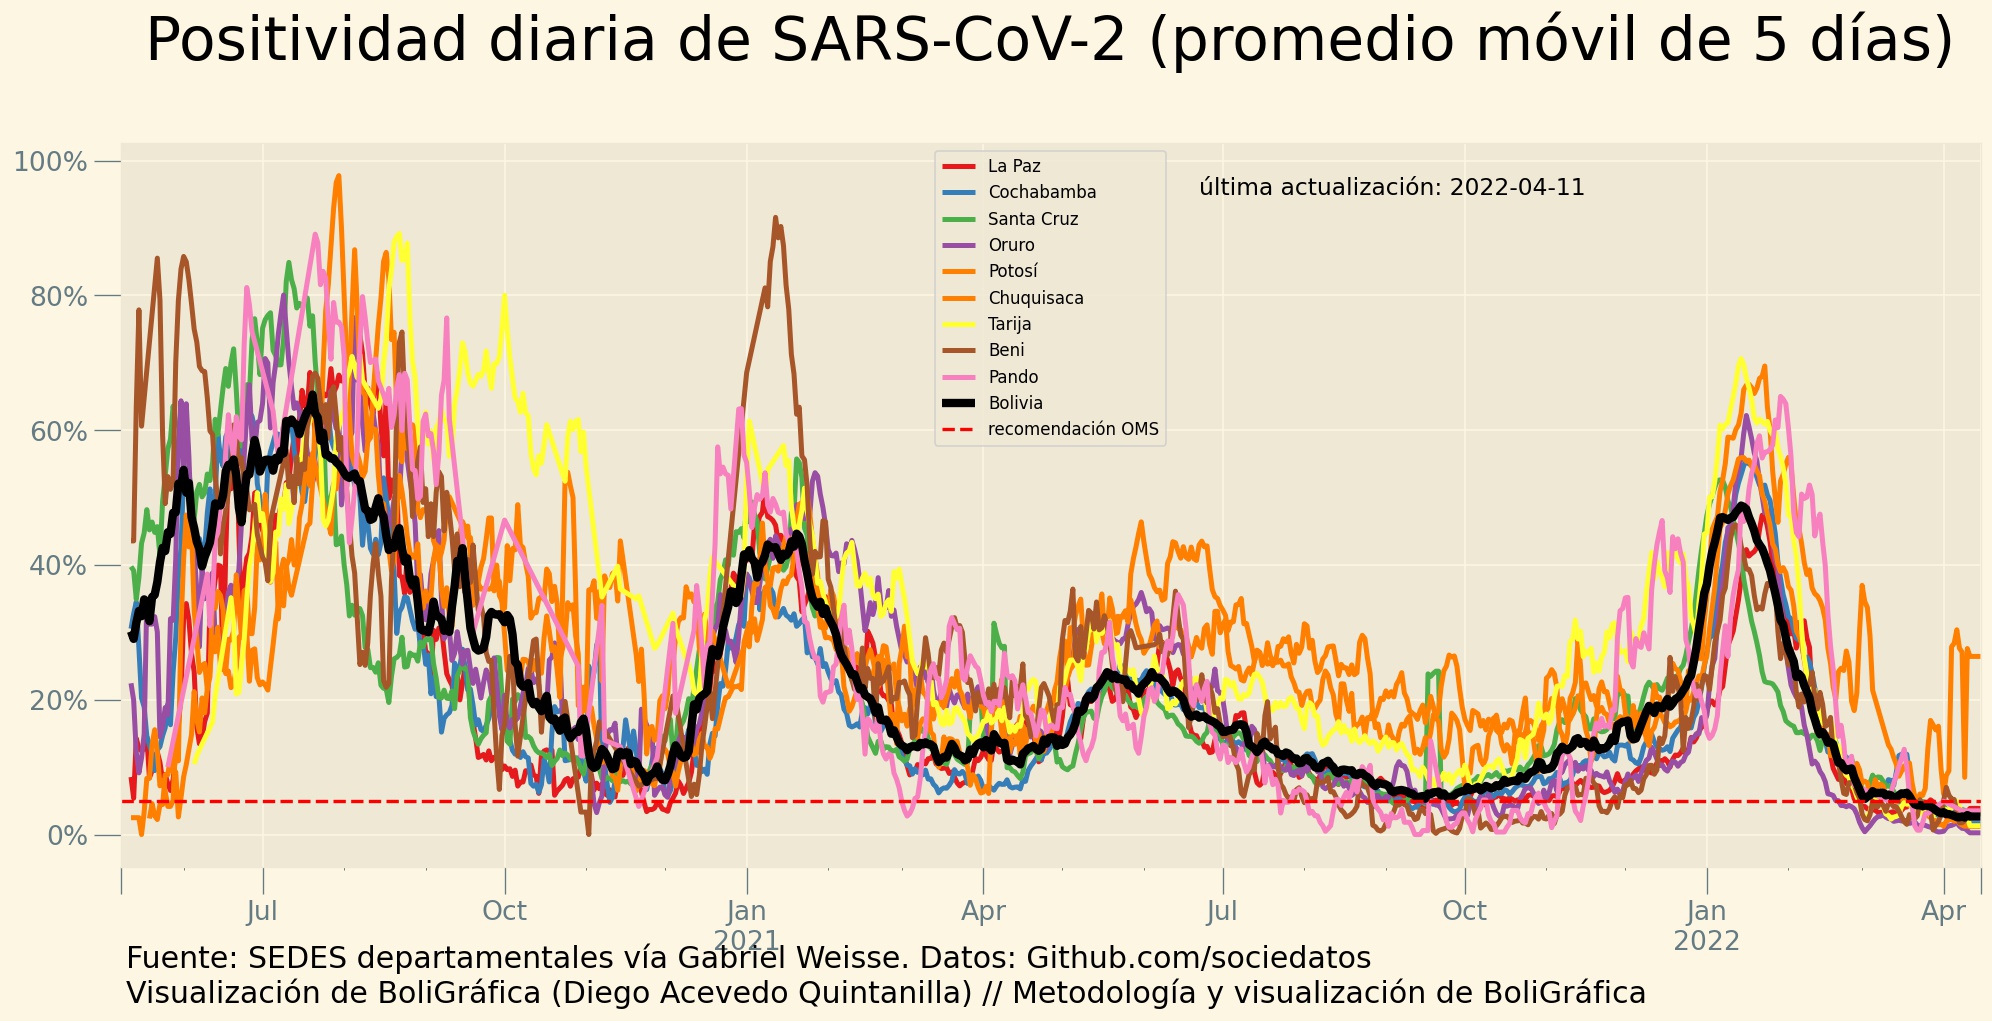 Positividad diaria de SARS-CoV-2 (promedio móvil de 5 días)
100%
80%
60%
40%
20%
0%
La Paz
Cochabamba
Santa Cruz
Oruro
Potosí
Chuquisaca
Tarija
Beni
Pando
Bolivia
recomendación OMS
última actualización: 2022-04-11
Jul Oct Jan Apr Jul Oct Jan Apr
2021 2022
Fuente: SEDES departamentales vía Gabriel Weisse. Datos: Github.com/sociedatos
Visualización de BoliGráfica (Diego Acevedo Quintanilla) // Metodología y visualización de BoliGráfica